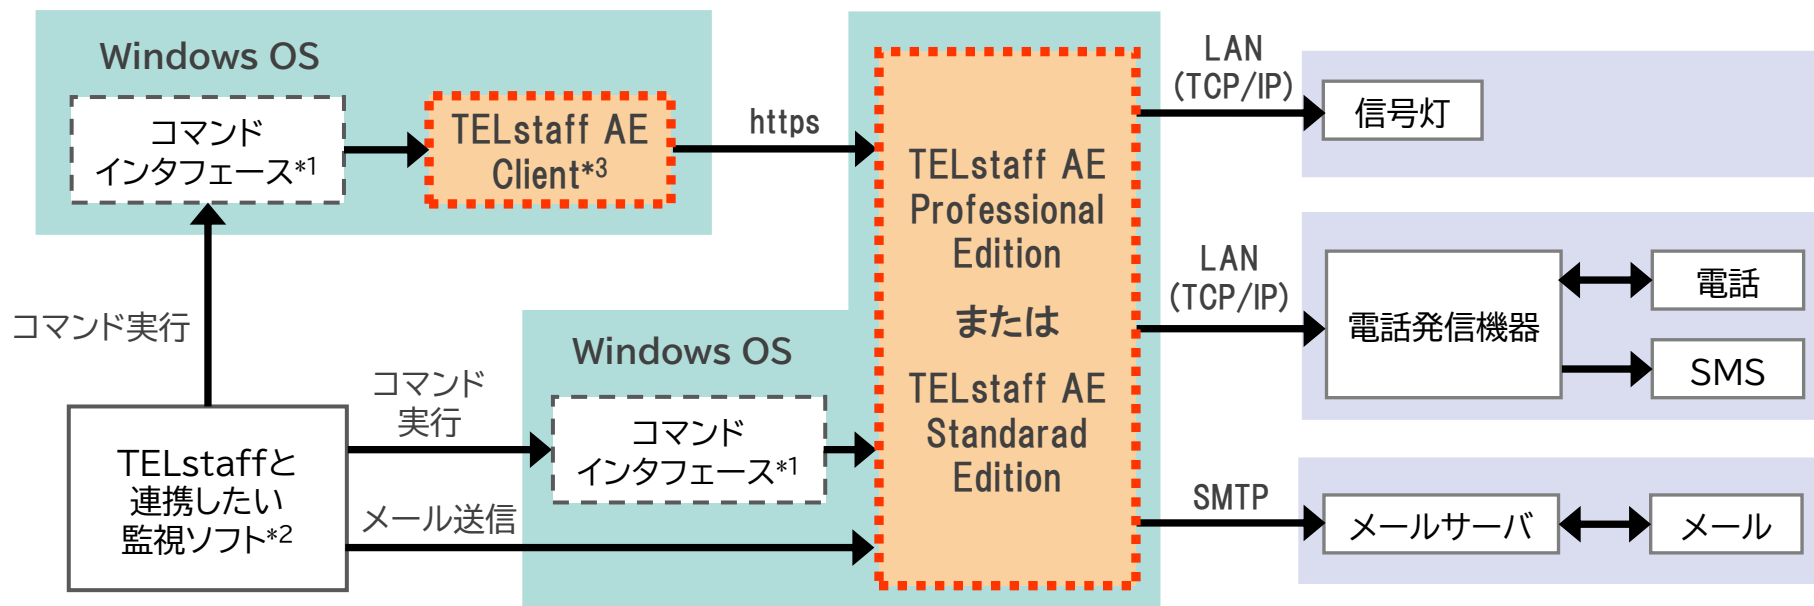 Windows OS
コマンド
インタフェース*1
TELstaff AE
Client*3
https
コマンド実行
TELstaffと
連携したい
監視ソフト*2
コマンド
実行
メール送信
Windows OS
コマンド
インタフェース*1
TELstaff AE
Professional
Edition
または
TELstaff AE
Standarad
Edition
LAN
(TCP/IP)
信号灯
LAN
(TCP/IP)
電話発信機器
電話
SMS
SMTP
メールサーバ
メール